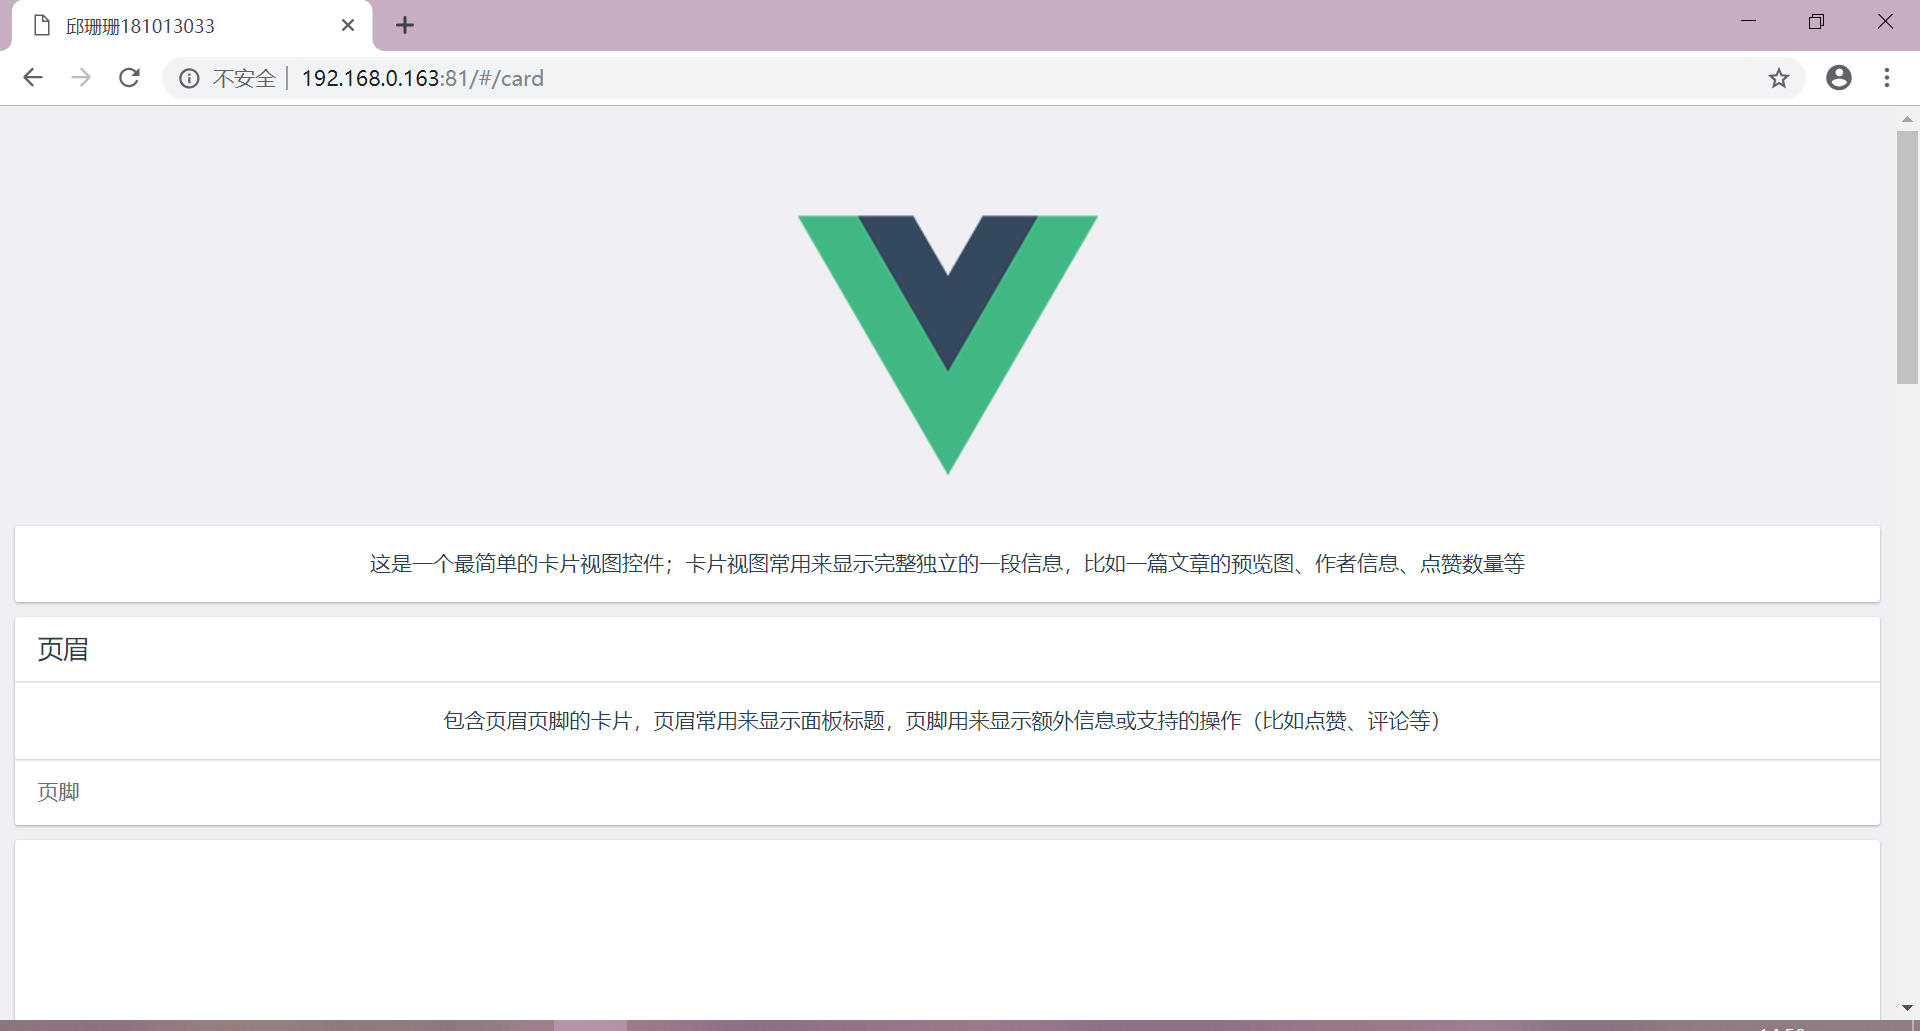 邱珊珊181013033
不安全 192.168.0.163:81/#/card
这是一个最简单的卡片视图控件；卡片视图常用来显示完整独立的一段信息，比如一篇文章的预览图、作者信息、点赞数量等
页眉
包含页眉页脚的卡片，页眉常用来显示面板标题，页脚用来显示额外信息或支持的操作（比如点赞、评论等）
页脚